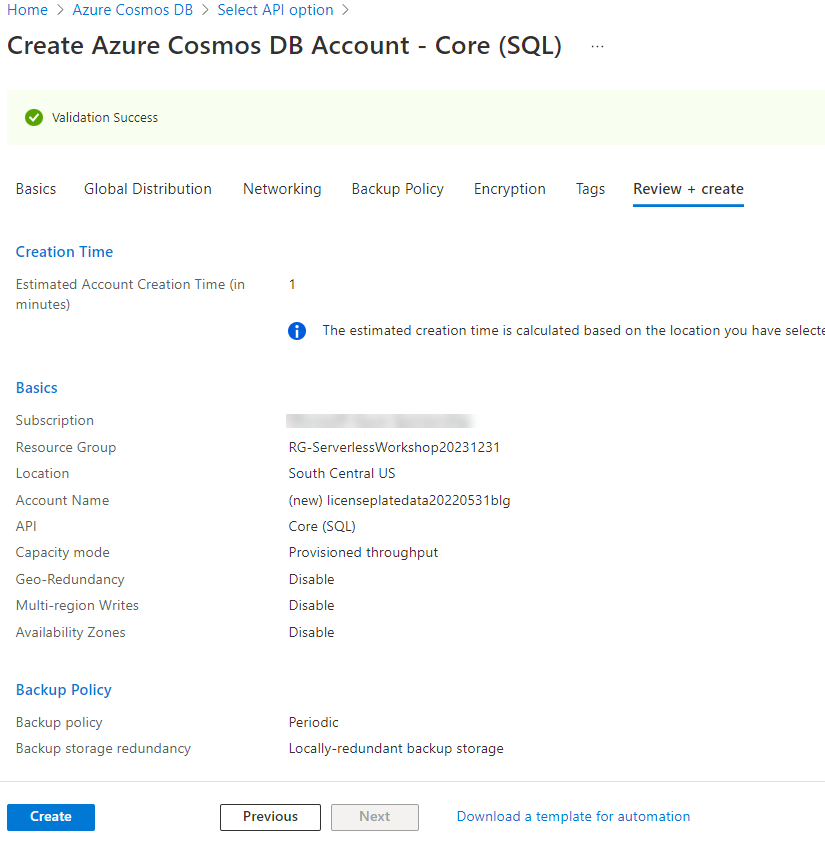 Home > Azure Cosmos DB > Select API option >
Create Azure Cosmos DB Account - Core (SQL) ...
Validation Success
Basics Global Distribution Networking Backup Policy Encryption Tags Review + create
Creation Time
Estimated Account Creation Time (in minutes) 1
The estimated creation time is calculated based on the location you have selecte
Basics
Subscription
Resource Group RG-ServerlessWorkshop20231231
Location South Central US
Account Name (new) licenseplatedata20220531blg
API Core (SQL)
Capacity mode Provisioned throughput
Geo-Redundancy Disable
Multi-region Writes Disable
Availability Zones Disable
Backup Policy
Backup policy Periodic
Backup storage redundancy Locally-redundant backup storage
Create Previous Next Download a template for automation